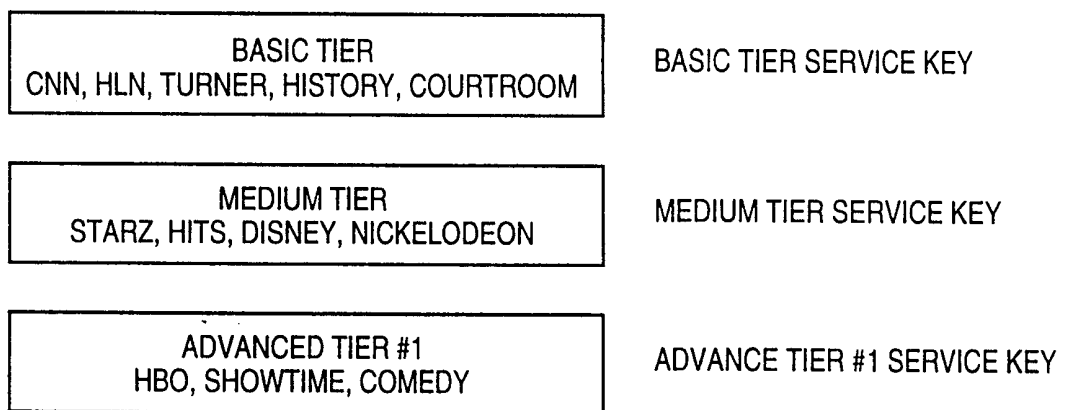 BASIC TIER
CNN, HLN, TURNER, HISTORY, COURTROOM
BASIC TIER SERVICE KEY
MEDIUM TIER
STARZ, HITS, DISNEY, NICKELODEON
MEDIUM TIER SERVICE KEY
ADVANCED TIER #1
HBO, SHOWTIME, COMEDY
ADVANCE TIER #1 SERVICE KEY